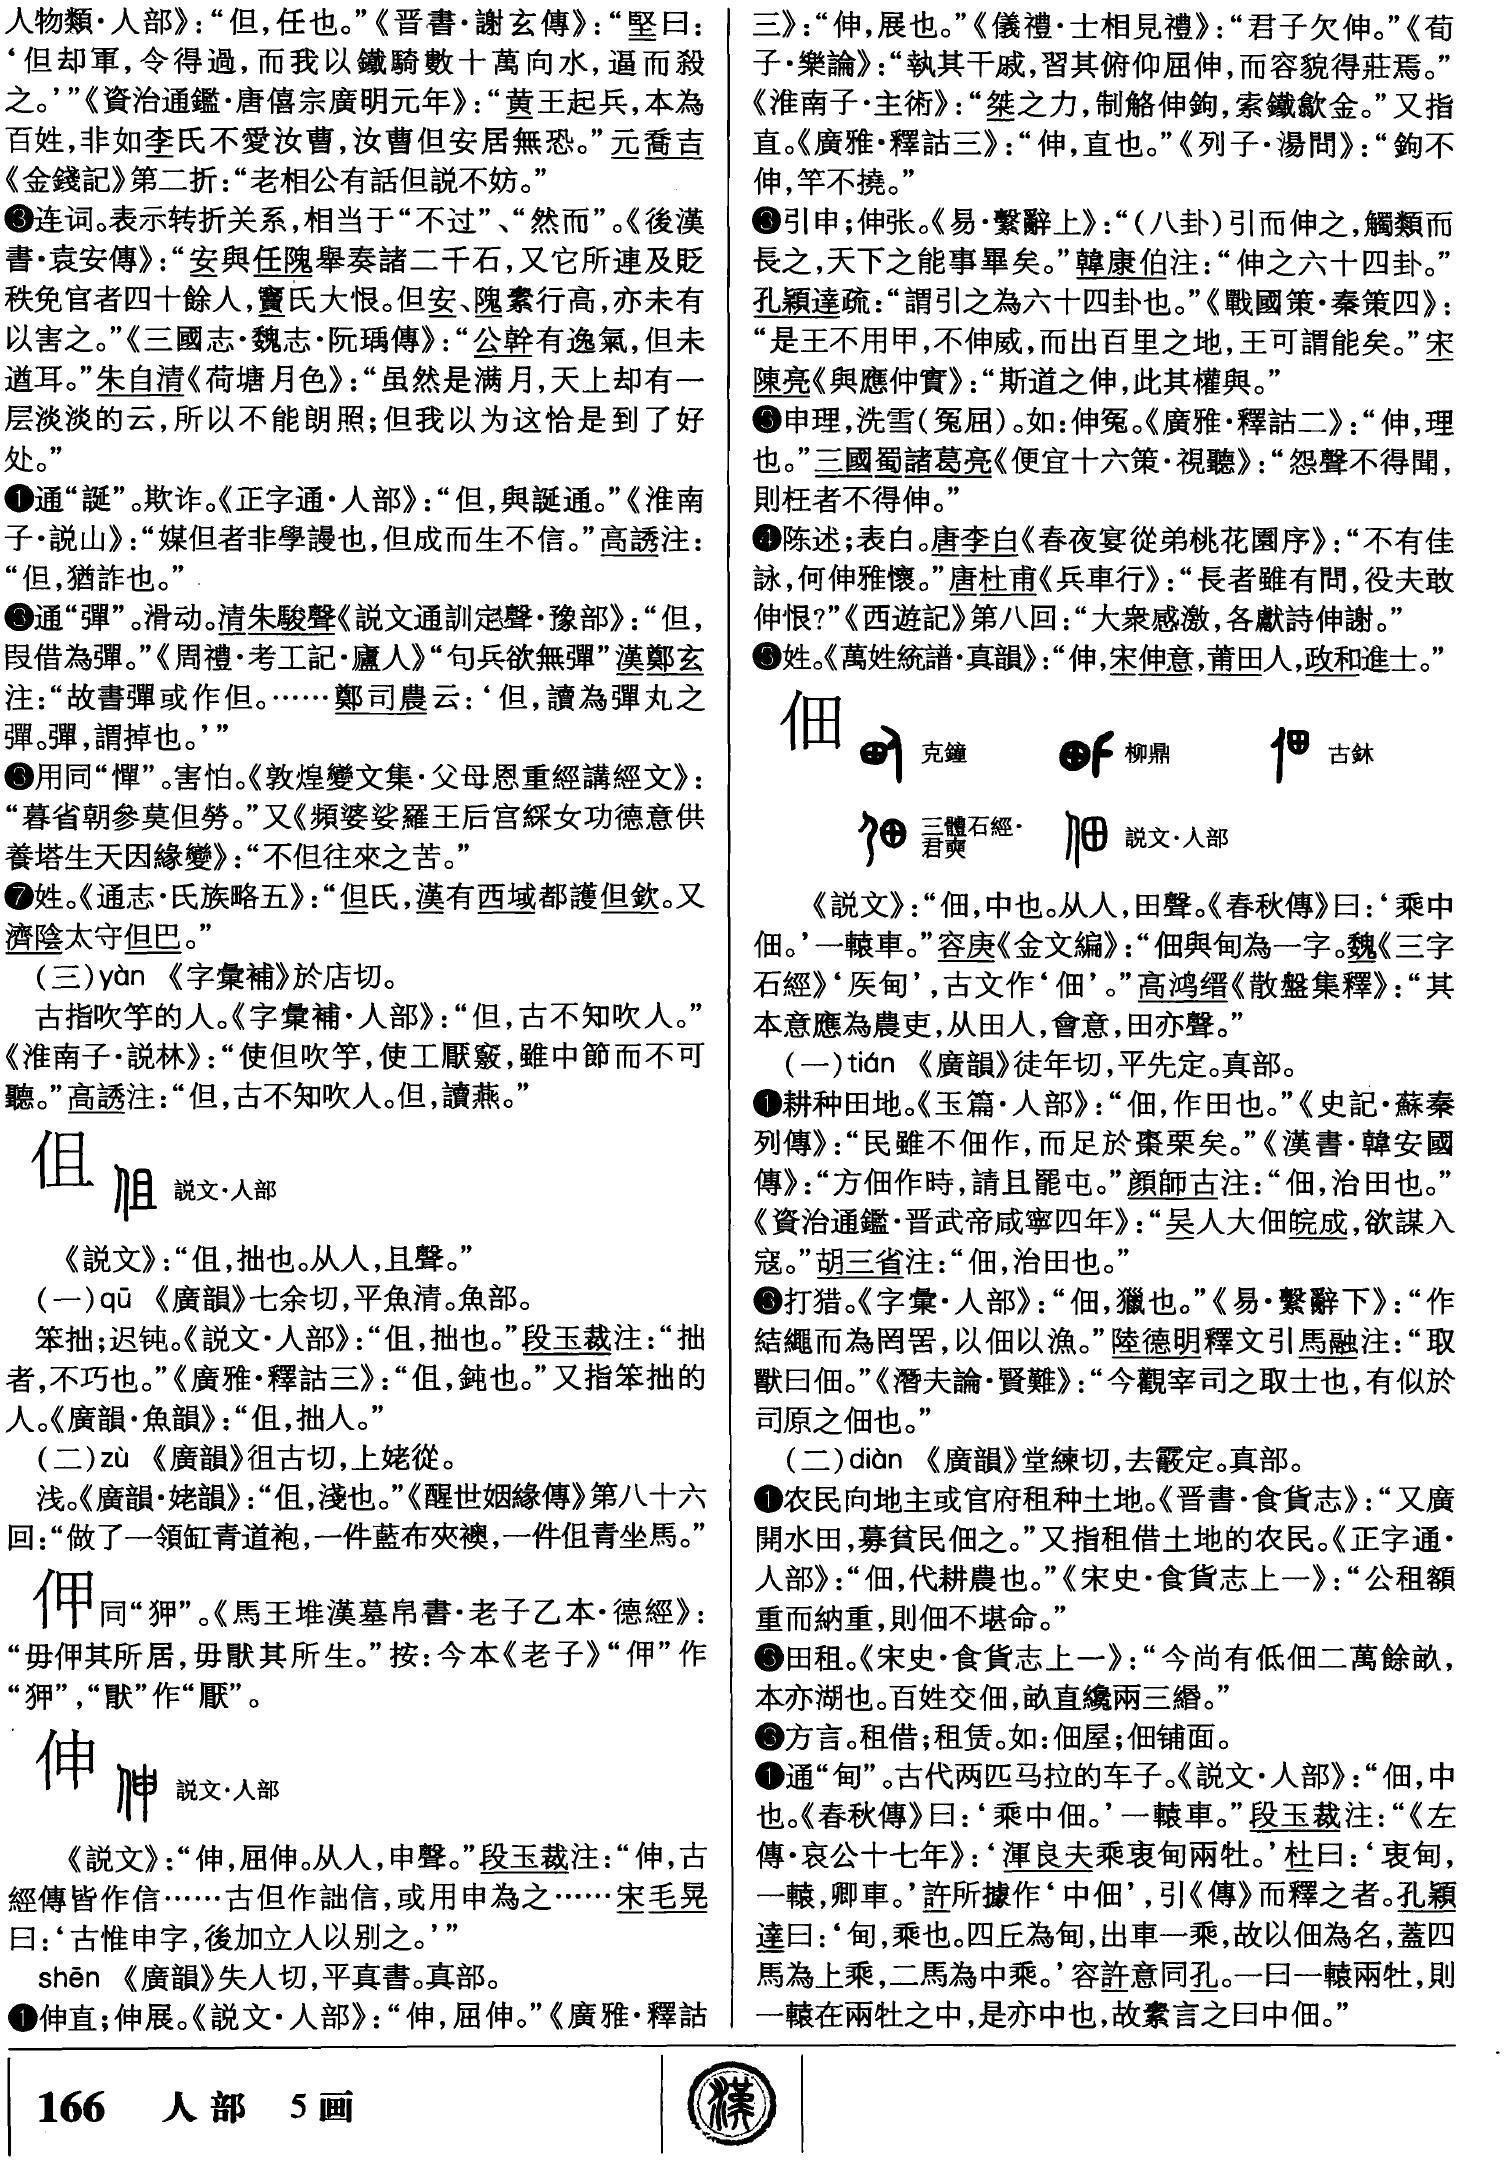 人物類·人部》：“但，任也。”《晋書·謝玄傳》：“堅曰：
‘但却軍，令得過，而我以鐵騎數十萬向水，逼而殺
之。’”《資治通鑑·唐僖宗廣明元年》：“黄王起兵，本為
百姓，非如李氏不愛汝曹，汝曹但安居無恐。”元喬吉
《金錢記》第二折：“老相公有話但説不妨。”
❸连词。表示转折关系，相当于“不过”、“然而”。《後漢
書·袁安傳》：“安與任隗舉奏諸二千石，又它所連及貶
秩免官者四十餘人，竇氏大恨。但安、隗素行高，亦未有
以害之。”《三國志·魏志·阮瑀傳》：“公幹有逸氣，但未
遒耳。”朱自清《荷塘月色》：“虽然是满月，天上却有一
层淡淡的云，所以不能朗照；但我以为这恰是到了好
处。”
❶通“誕”。欺诈。《正字通·人部》：“但，與誕通。”《淮南
子·説山》：“媒但者非學謾也，但成而生不信。”高誘注：
“但，猶詐也。”
通“彈”。滑动。清朱駿聲《説文通訓定聲·豫部》：“但，
叚借為彈。”《周禮·考工記·廬人》“句兵欲無彈”漢鄭玄
注：“故書彈或作但。……鄭司農云：‘但，讀為彈丸之
彈。彈，謂掉也。’”
用同“憚”。害怕。《敦煌變文集·父母恩重經講經文》：
“暮省朝參莫但勞。”又《頻婆娑羅王后宫綵女功德意供
養塔生天因緣變》：“不但往來之苦。”
❼姓。《通志·氏族略五》：“但氏，漢有西域都護但欽。又
濟陰太守但巴。”
（三）yàn 《字彙補》於店切。
古指吹竽的人。《字彙補·人部》：“但，古不知吹人。”
《淮南子·説林》：“使但吹竽，使工厭竅，雖中節而不可
聽。”高誘注：“但，古不知吹人。但，讀燕。”
伹 説文·人部
《説文》：“伹，拙也。从人，且聲。”
（一）qū 《廣韻》七余切，平魚清。魚部。
笨拙；迟钝。《説文·人部》：“伹，拙也。”段玉裁注：“拙
者，不巧也。”《廣雅·釋詁三》：“伹，鈍也。”又指笨拙的
人。《廣韻·魚韻》：“伹，拙人。”
（二）zù 《廣韻》徂古切，上姥從。
浅。《廣韻·姥韻》：“伹，淺也。”《醒世姻緣傳》第八十六
回：“做了一領缸青道袍，一件藍布夾襖，一件伹青坐馬。”
伂同“狎”。《馬王堆漢墓帛書·老子乙本·德經》：
“毋伂其所居，毋猒其所生。”按：今本《老子》“伂”作
“狎”，“猒”作“厭”。
伸 説文·人部
《説文》：“伸，屈伸。从人，申聲。”段玉裁注：“伸，古
經傳皆作信……古但作詘信，或用申為之……宋毛晃
曰：‘古惟申字，後加立人以别之。’”
shēn 《廣韻》失人切，平真書。真部。
❶伸直；伸展。《説文·人部》：“伸，屈伸。”《廣雅·釋詁
三》：“伸，展也。”《儀禮·士相見禮》：“君子欠伸。”《荀
子·樂論》：“執其干戚，習其俯仰屈伸，而容貌得莊焉。”
《淮南子·主術》：“桀之力，制觡伸鉤，索鐵歙金。”又指
直。《廣雅·釋詁三》：“伸，直也。”《列子·湯問》：“鉤不
伸，竿不撓。”
引申；伸张。《易·繫辭上》：“（八卦）引而伸之，觸類而
長之，天下之能事畢矣。”韓康伯注：“伸之六十四卦。”
孔穎達疏：“謂引之為六十四卦也。”《戰國策·秦策四》：
“是王不用甲，不伸威，而出百里之地，王可謂能矣。”宋
陳亮《與應仲實》：“斯道之伸，此其權與。”
申理，洗雪（冤屈）。如：伸冤。《廣雅·釋詁二》：“伸，理
也。”三國蜀諸葛亮《便宜十六策·視聽》：“怨聲不得聞，
則枉者不得伸。”
❹陈述；表白。唐李白《春夜宴從弟桃花園序》：“不有佳
詠，何伸雅懷。”唐杜甫《兵車行》：“長者雖有問，役夫敢
伸恨？”《西遊記》第八回：“大衆感激，各獻詩伸謝。”
❺姓。《萬姓統譜·真韻》：“伸，宋伸意，莆田人，政和進士。”
佃 克鐘 柳鼎 古鉥
三體石經·君奭 説文·人部
《説文》：“佃，中也。从人，田聲。《春秋傳》曰：‘乘中
佃。’一轅車。”容庚《金文編》：“佃與甸為一字。魏《三字
石經》‘矦甸’，古文作‘佃’。”高鸿缙《散盤集釋》：“其
本意應為農吏，从田人，會意，田亦聲。”
（一）tián 《廣韻》徒年切，平先定。真部。
❶耕种田地。《玉篇·人部》：“佃，作田也。”《史記·蘇秦
列傳》：“民雖不佃作，而足於棗栗矣。”《漢書·韓安國
傳》：“方佃作時，請且罷屯。”顔師古注：“佃，治田也。”
《資治通鑑·晋武帝咸寧四年》：“吴人大佃皖成，欲謀入
寇。”胡三省注：“佃，治田也。”
打猎。《字彙·人部》：“佃，獵也。”《易·繫辭下》：“作
結繩而為罔罟，以佃以漁。”陸德明釋文引馬融注：“取
獸曰佃。”《潛夫論·賢難》：“今觀宰司之取士也，有似於
司原之佃也。”
（二）diàn 《廣韻》堂練切，去霰定。真部。
❶农民向地主或官府租种土地。《晋書·食貨志》：“又廣
開水田，募貧民佃之。”又指租借土地的农民。《正字通·
人部》：“佃，代耕農也。”《宋史·食貨志上一》：“公租額
重而納重，則佃不堪命。”
田租。《宋史·食貨志上一》：“今尚有低佃二萬餘畝，
本亦湖也。百姓交佃，畝直纔兩三緡。”
❸方言。租借；租赁。如：佃屋；佃铺面。
❶通“甸”。古代两匹马拉的车子。《説文·人部》：“佃，中
也。《春秋傳》曰：‘乘中佃。’一轅車。”段玉裁注：“《左
傳·哀公十七年》：‘渾良夫乘衷甸兩牡。’杜曰：‘衷甸，
一轅，卿車。’許所據作‘中佃’，引《傳》而釋之者。孔穎
達曰：‘甸，乘也。四丘為甸，出車一乘，故以佃為名，蓋四
馬為上乘，二馬為中乘。’容許意同孔。一曰一轅兩牡，則
一轅在兩牡之中，是亦中也，故素言之曰中佃。”
166 人部 5画
漢